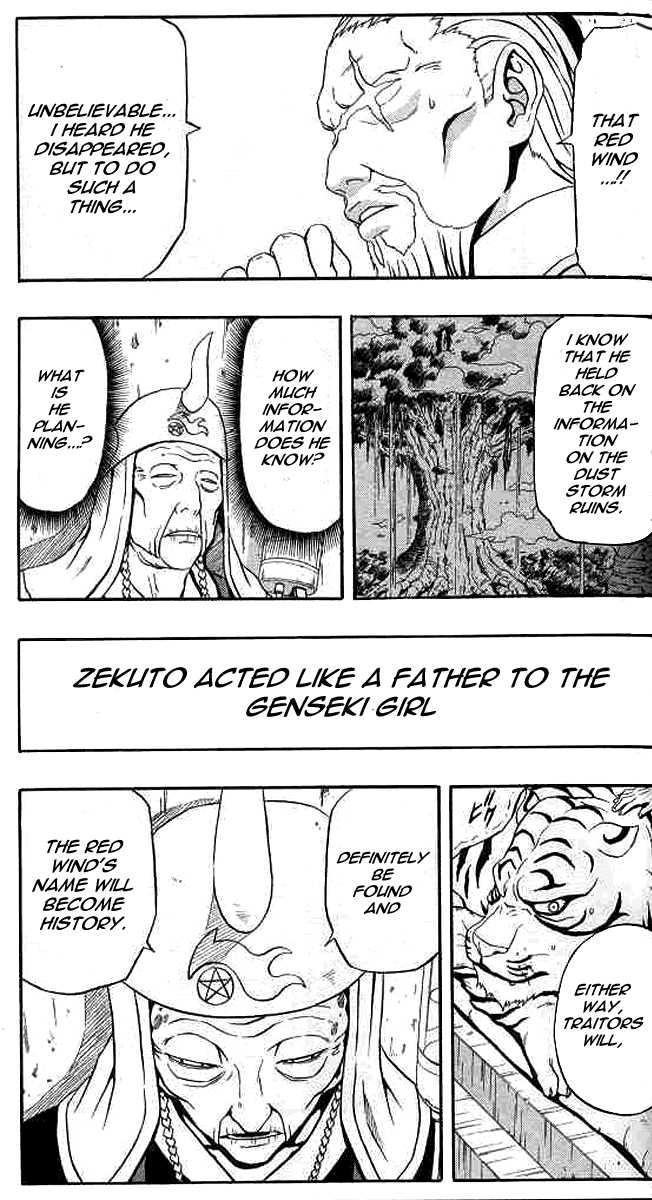 THAT
RED
WIND
...!!
UNBELIEVABLE...
I HEARD HE
DISAPPEARED,
BUT TO DO
SUCH A
THING...
I KNOW
THAT HE
HELD
BACK ON
THE
INFORMA-
TION
ON THE
DUST
STORM
RUINS.
HOW
MUCH
INFOR-
MATION
DOES HE
KNOW?
WHAT
IS
HE
PLAN-
NING...?
ZEKUTO ACTED LIKE A FATHER TO THE
GENSEKI GIRL
EITHER
WAY,
TRAITORS
WILL,
DEFINITELY
BE
FOUND
AND
THE RED
WIND'S
NAME WILL
BECOME
HISTORY.